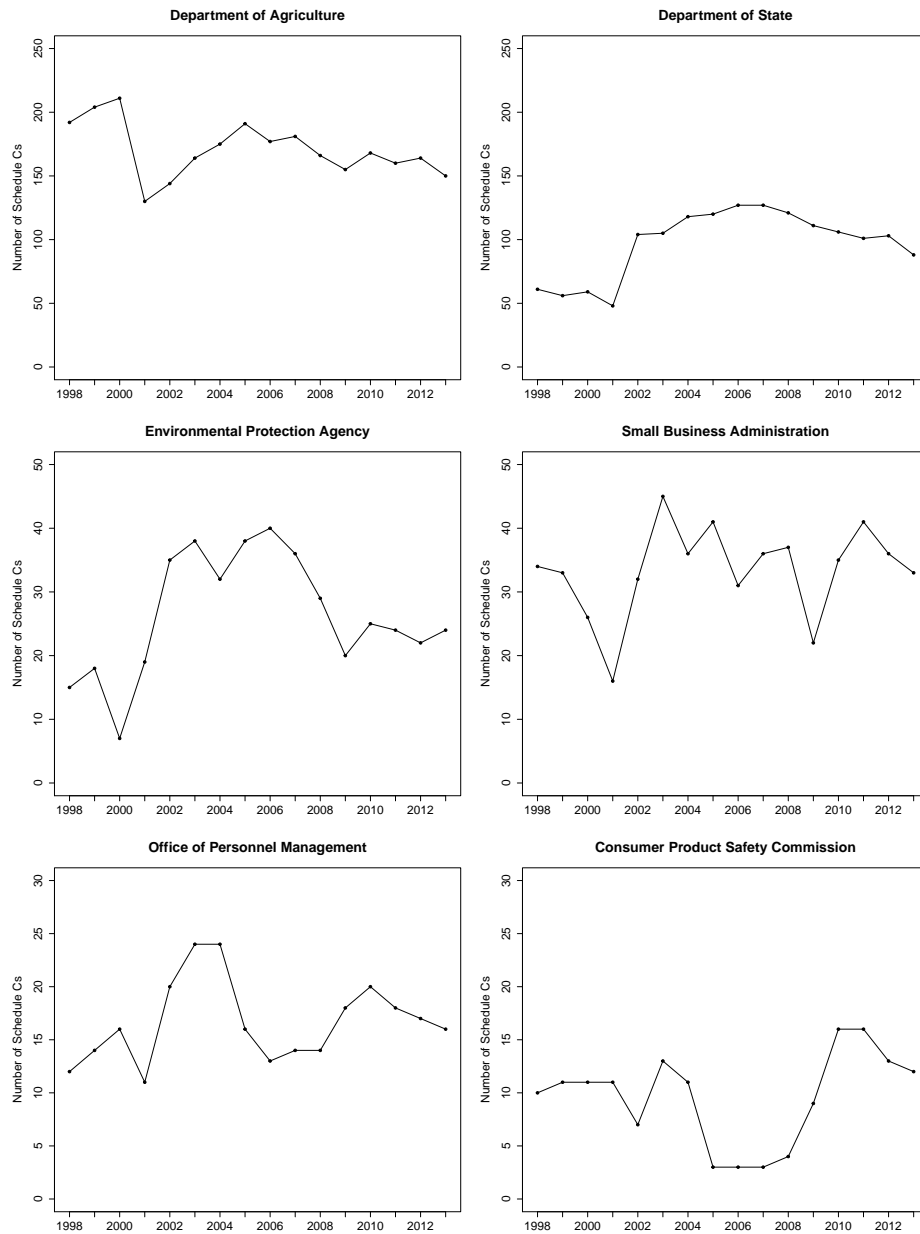 Department of Agriculture
Number of Schedule Cs
250
200
150
100
50
0
1998 2000 2002 2004 2006 2008 2010 2012
Department of State
Number of Schedule Cs
250
200
150
100
50
0
1998 2000 2002 2004 2006 2008 2010 2012
Environmental Protection Agency
Number of Schedule Cs
50
40
30
20
10
0
1998 2000 2002 2004 2006 2008 2010 2012
Small Business Administration
Number of Schedule Cs
50
40
30
20
10
0
1998 2000 2002 2004 2006 2008 2010 2012
Office of Personnel Management
Number of Schedule Cs
30
25
20
15
10
5
0
1998 2000 2002 2004 2006 2008 2010 2012
Consumer Product Safety Commission
Number of Schedule Cs
30
25
20
15
10
5
0
1998 2000 2002 2004 2006 2008 2010 2012